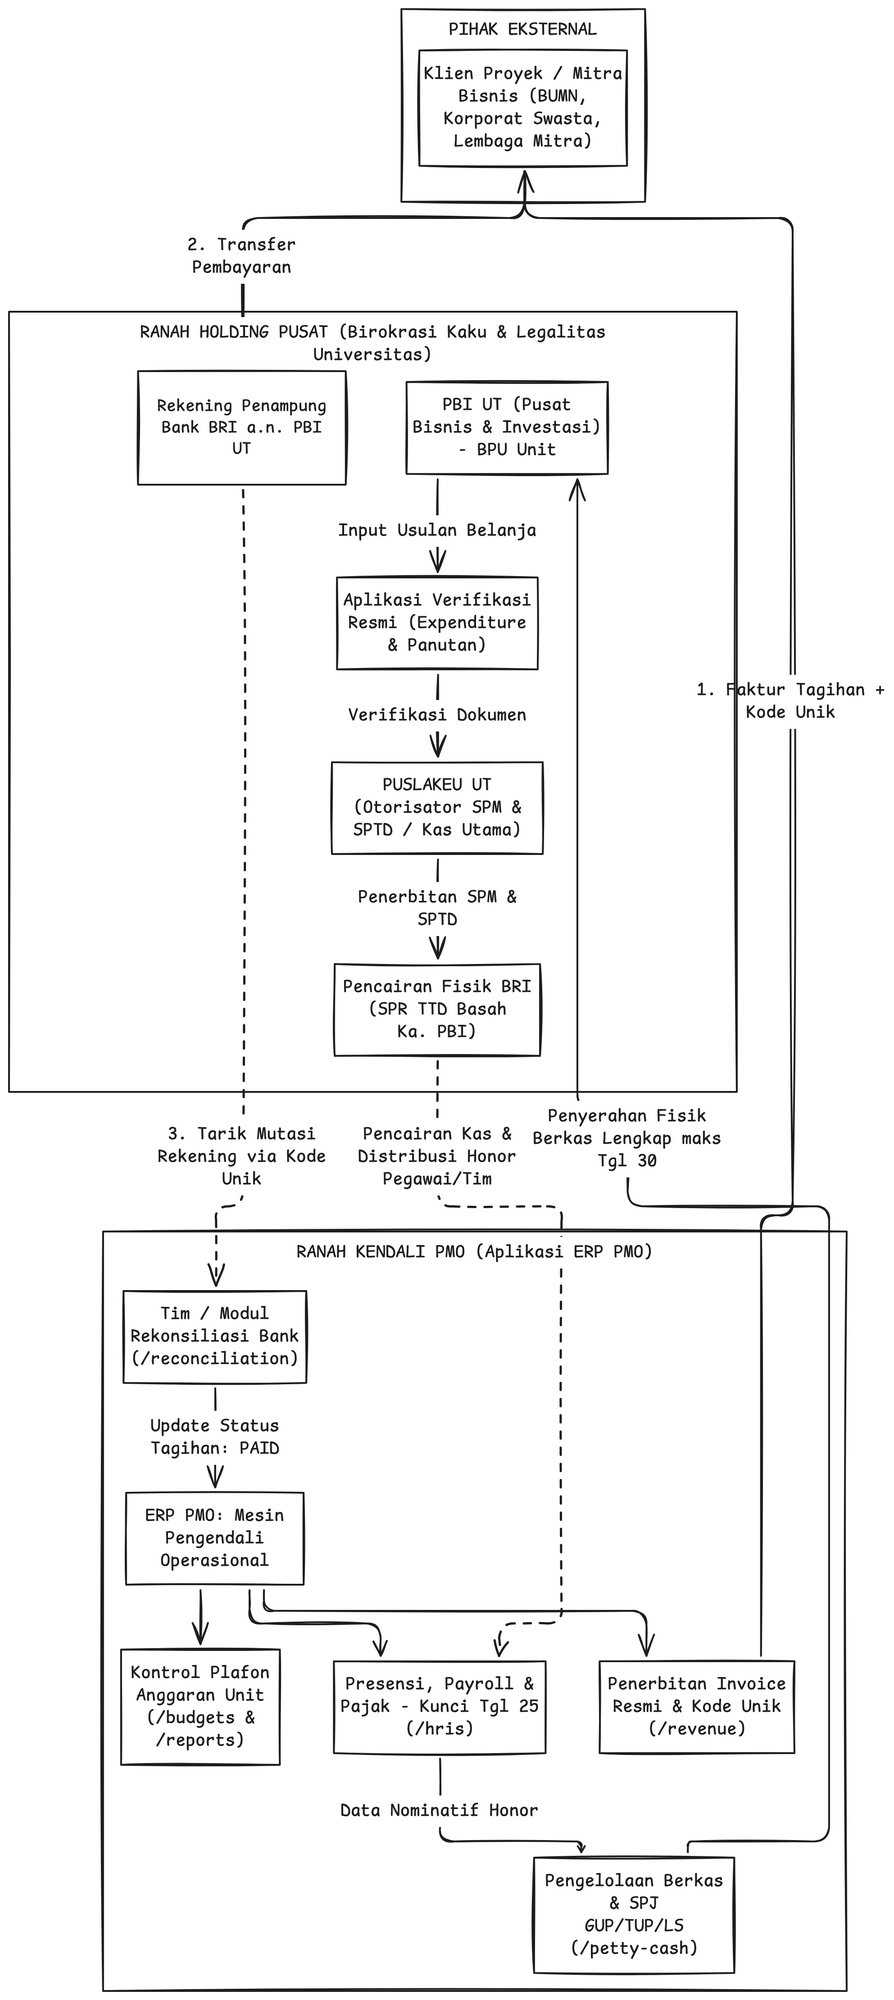 PIHAK EKSTERNAL
Klien Proyek / Mitra
Bisnis (BUMN,
Korporat Swasta,
Lembaga Mitra)
2. Transfer
Pembayaran
RANAH HOLDING PUSAT (Birokrasi Kaku & Legalitas
Universitas)
Rekening Penampung
Bank BRI a.n. PBI
UT
PBI UT (Pusat
Bisnis & Investasi)
- BPU Unit
Input Usulan Belanja
Aplikasi Verifikasi
Resmi (Expenditure
& Panutan)
1. Faktur Tagihan +
Kode Unik
Verifikasi Dokumen
PUSLAKEU UT
(Otorisator SPM &
SPTD / Kas Utama)
Penerbitan SPM &
SPTD
Pencairan Fisik BRI
(SPR TTD Basah
Ka. PBI)
3. Tarik Mutasi
Rekening via Kode
Unik
Pencairan Kas &
Distribusi Honor
Pegawai/Tim
Penyerahan Fisik
Berkas Lengkap maks
Tgl 30
RANAH KENDALI PMO (Aplikasi ERP PMO)
Tim / Modul
Rekonsiliasi Bank
(/reconciliation)
Update Status
Tagihan: PAID
ERP PMO: Mesin
Pengendali
Operasional
Kontrol Plafon
Anggaran Unit
(/budgets &
/reports)
Presensi, Payroll &
Pajak - Kunci Tgl 25
(/hris)
Penerbitan Invoice
Resmi & Kode Unik
(/revenue)
Data Nominatif Honor
Pengelolaan Berkas
& SPJ
GUP/TUP/LS
(/petty-cash)